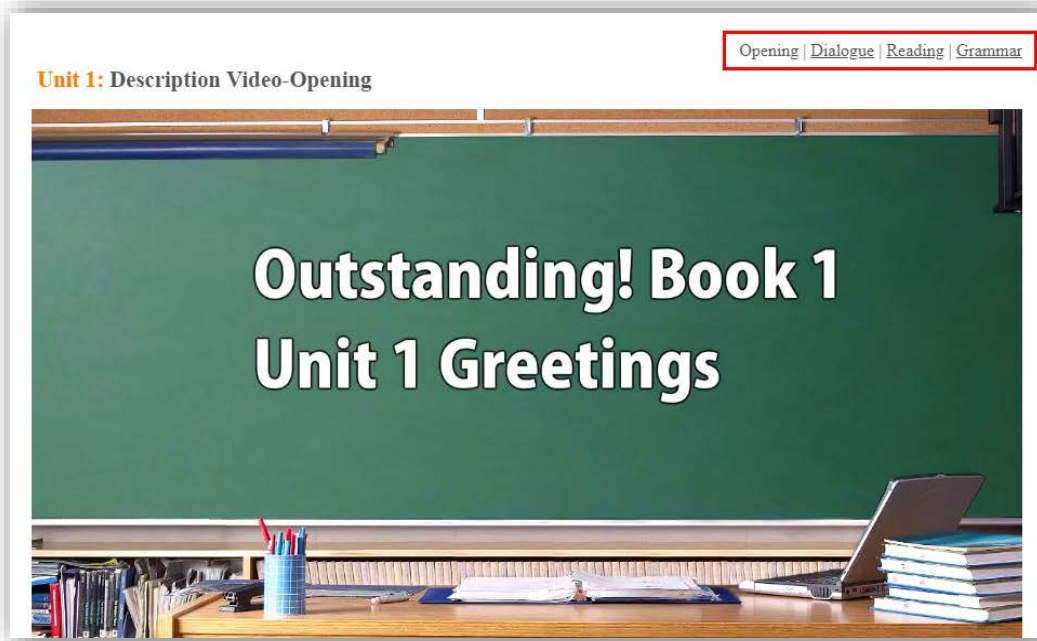 Opening | Dialogue | Reading | Grammar
Unit 1: Description Video-Opening
Outstanding! Book 1
Unit 1 Greetings